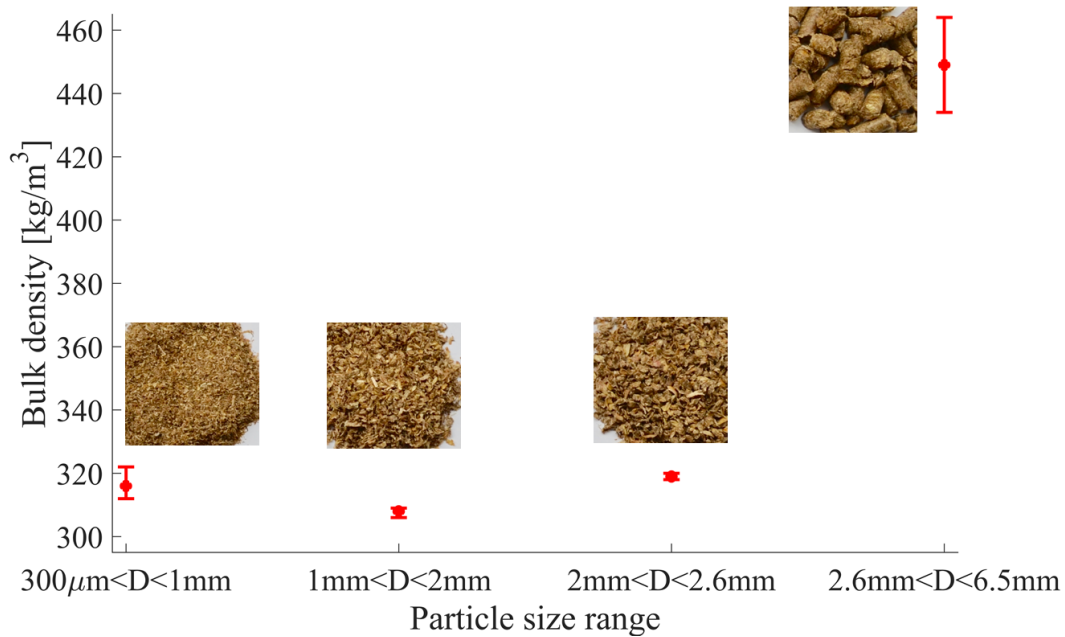 460
440
420
400
380
360
340
320
300
Bulk density [kg/m³]
300μm<D<1mm
1mm<D<2mm
2mm<D<2.6mm
2.6mm<D<6.5mm
Particle size range